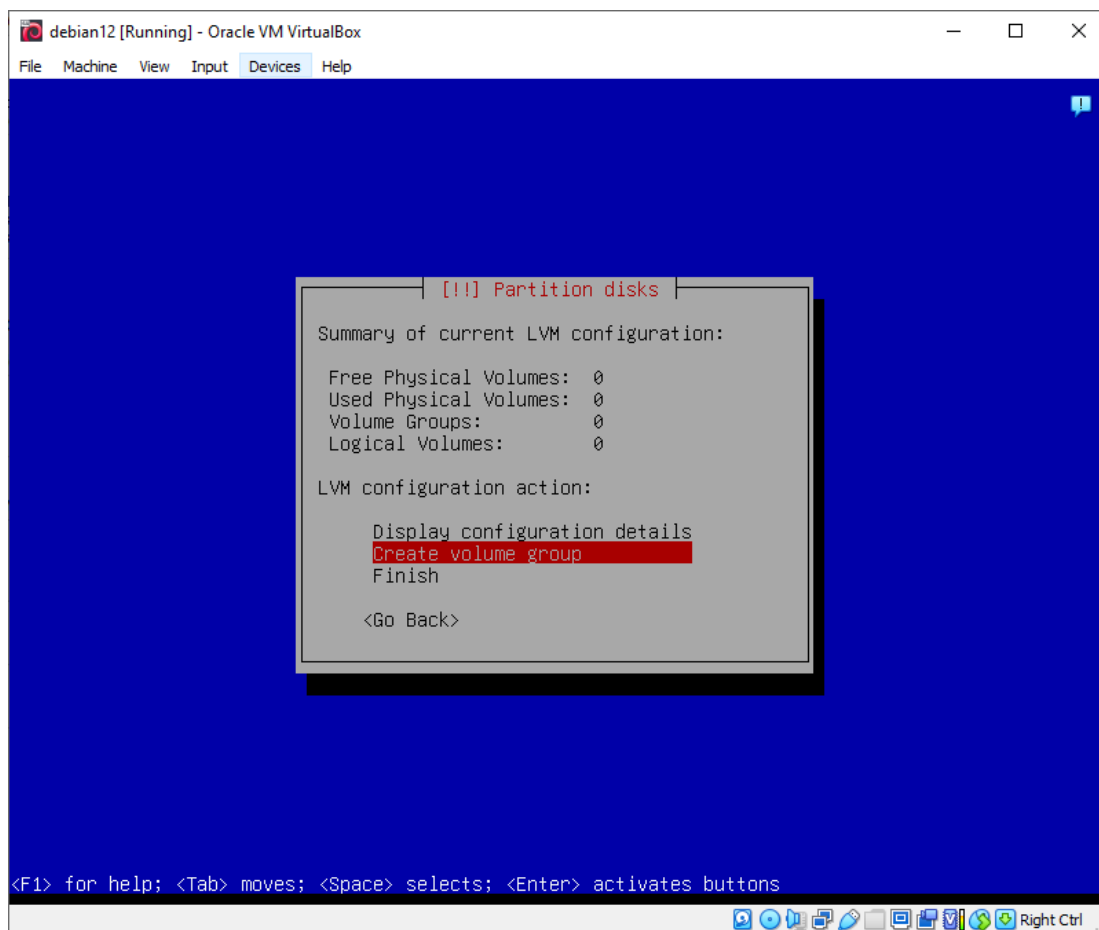 debian12 [Running] - Oracle VM VirtualBox
File Machine View Input Devices Help
[!!] Partition disks
Summary of current LVM configuration:
Free Physical Volumes: 0
Used Physical Volumes: 0
Volume Groups: 0
Logical Volumes: 0
LVM configuration action:
Display configuration details
Create volume group
Finish
<Go Back>
<F1> for help; <Tab> moves; <Space> selects; <Enter> activates buttons
Right Ctrl